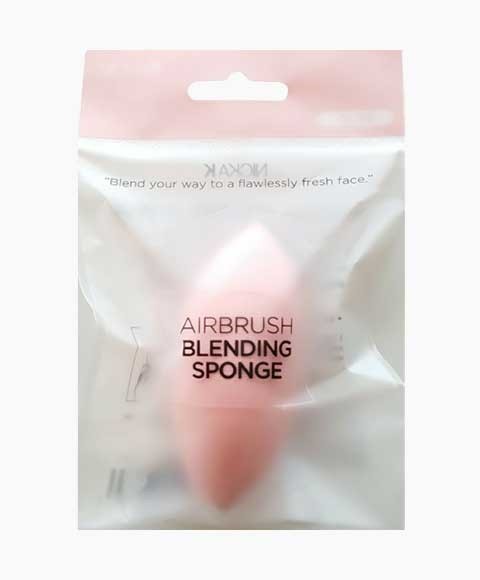 NICKA K
"Blend your way to a flawlessly fresh face."
AIRBRUSH
BLENDING
SPONGE